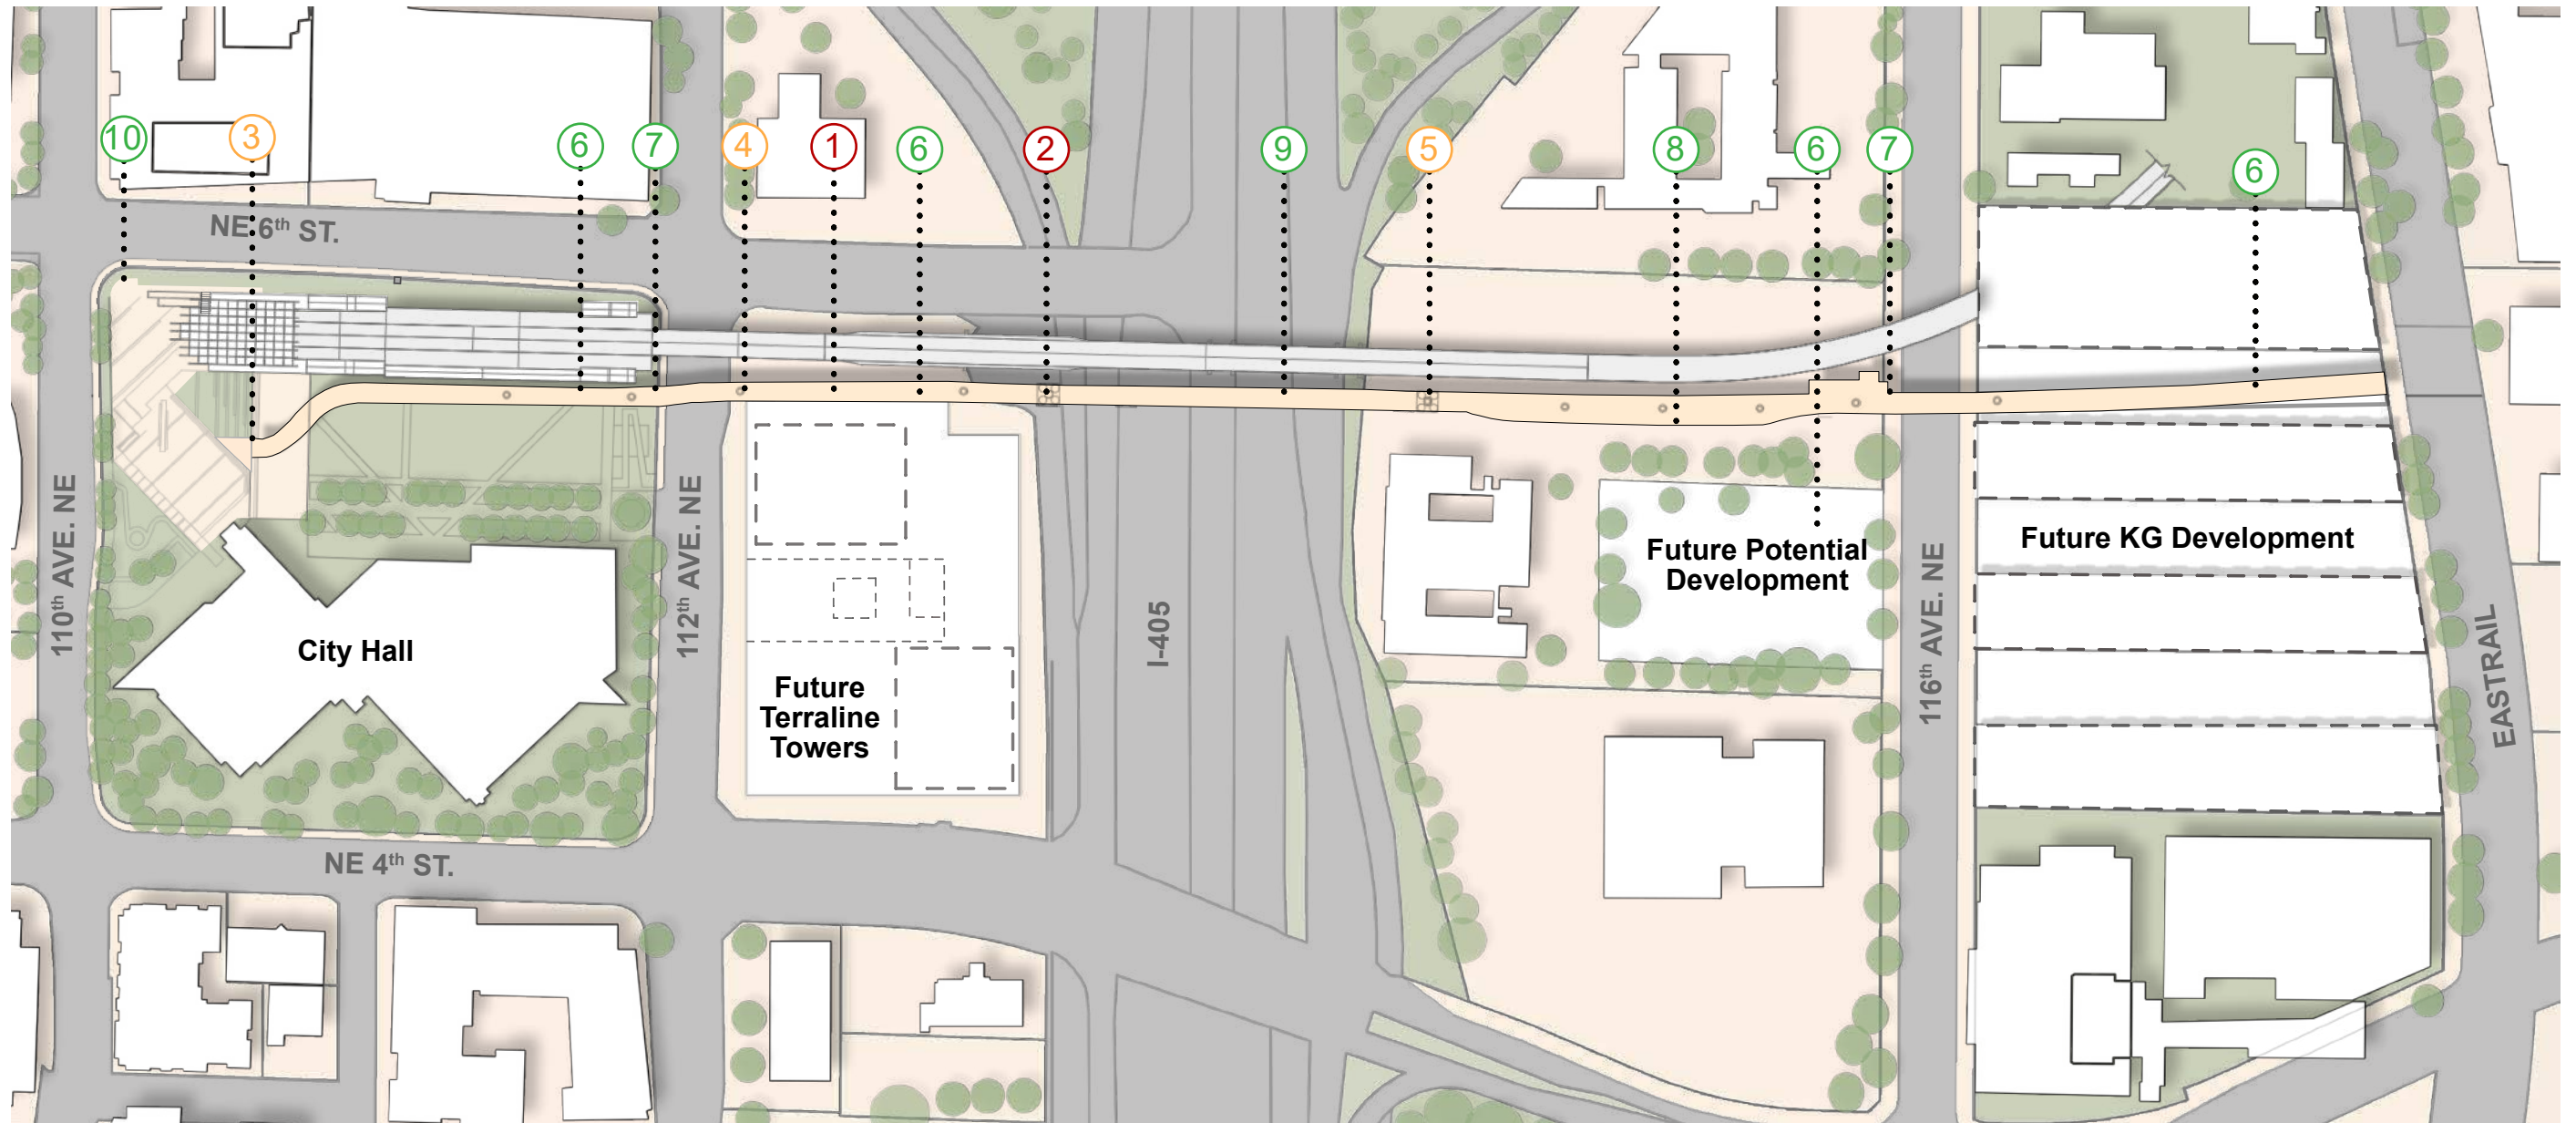 10
3
6
7
4
1
6
2
9
5
8
6
7
6
NE 6th ST.
110th AVE. NE
112th AVE. NE
I-405
116th AVE. NE
EASTRAIL
Future Potential
Development
Future KG Development
City Hall
Future
Terraline
Towers
NE 4th ST.